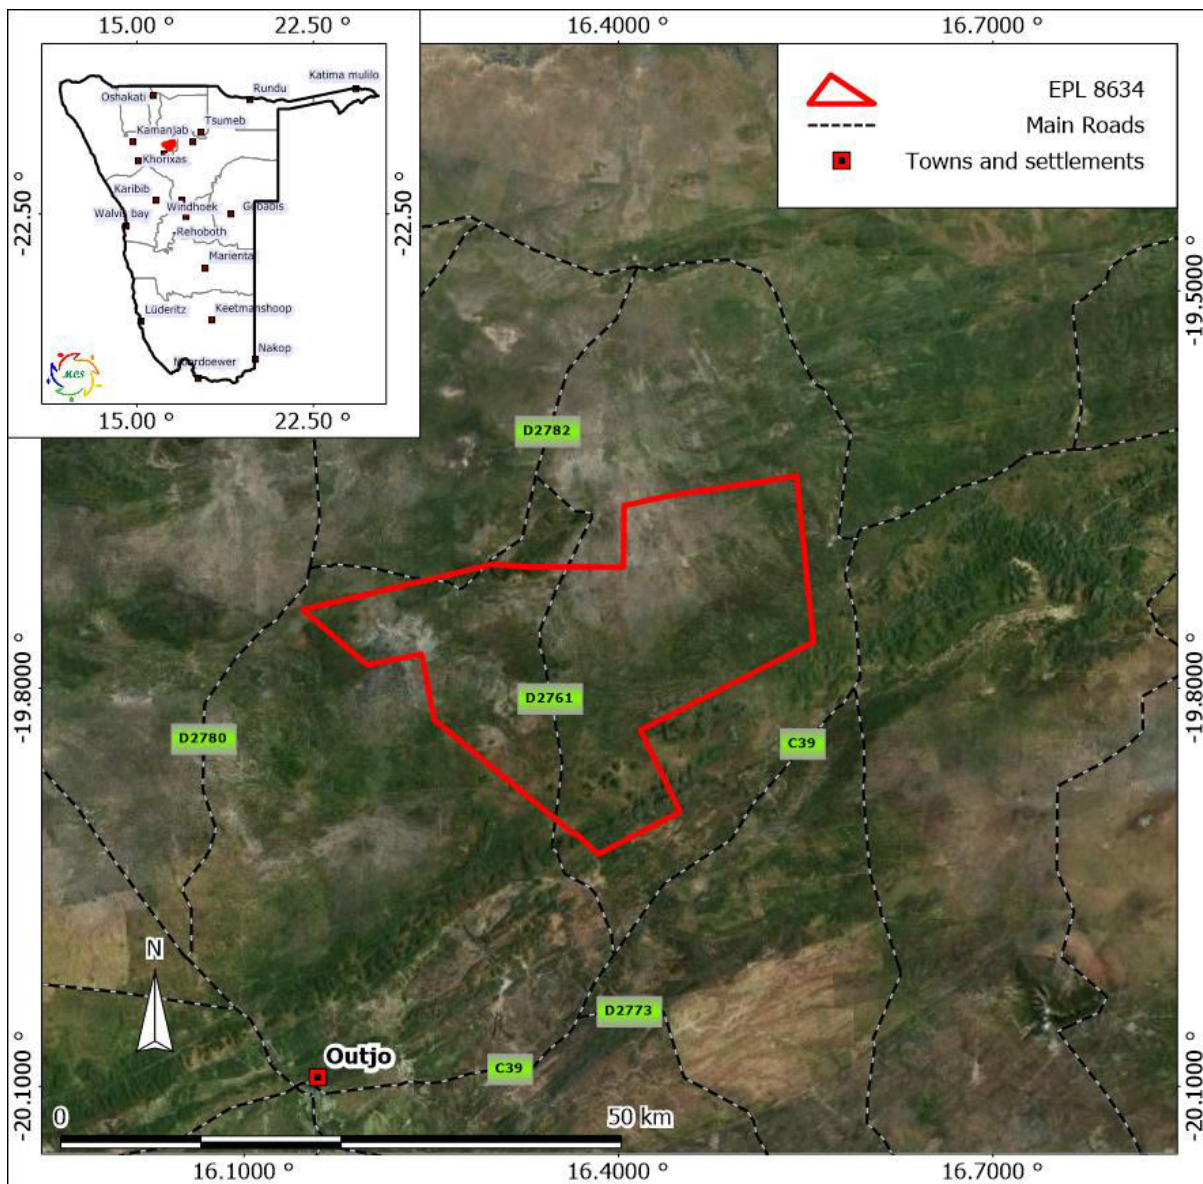 15.00 °
22.50 °
16.4000 °
16.7000 °
Katima mulilo
Rundu
Oshakati
Tsumeb
Kamanjab
Khorixas
Karibib
Windhoek
Gobabis
Walvis bay
Rehoboth
Mariental
Lüderitz
Keetmanshoop
Nakop
Noordoewer
MCS
-22.50 °
-22.50 °
15.00 °
22.50 °
EPL 8634
Main Roads
Towns and settlements
-19.5000 °
D2782
D2761
-19.8000 °
-19.8000 °
D2780
C39
N
D2773
Outjo
C39
-20.1000 °
-20.1000 °
0
50 km
16.1000 °
16.4000 °
16.7000 °